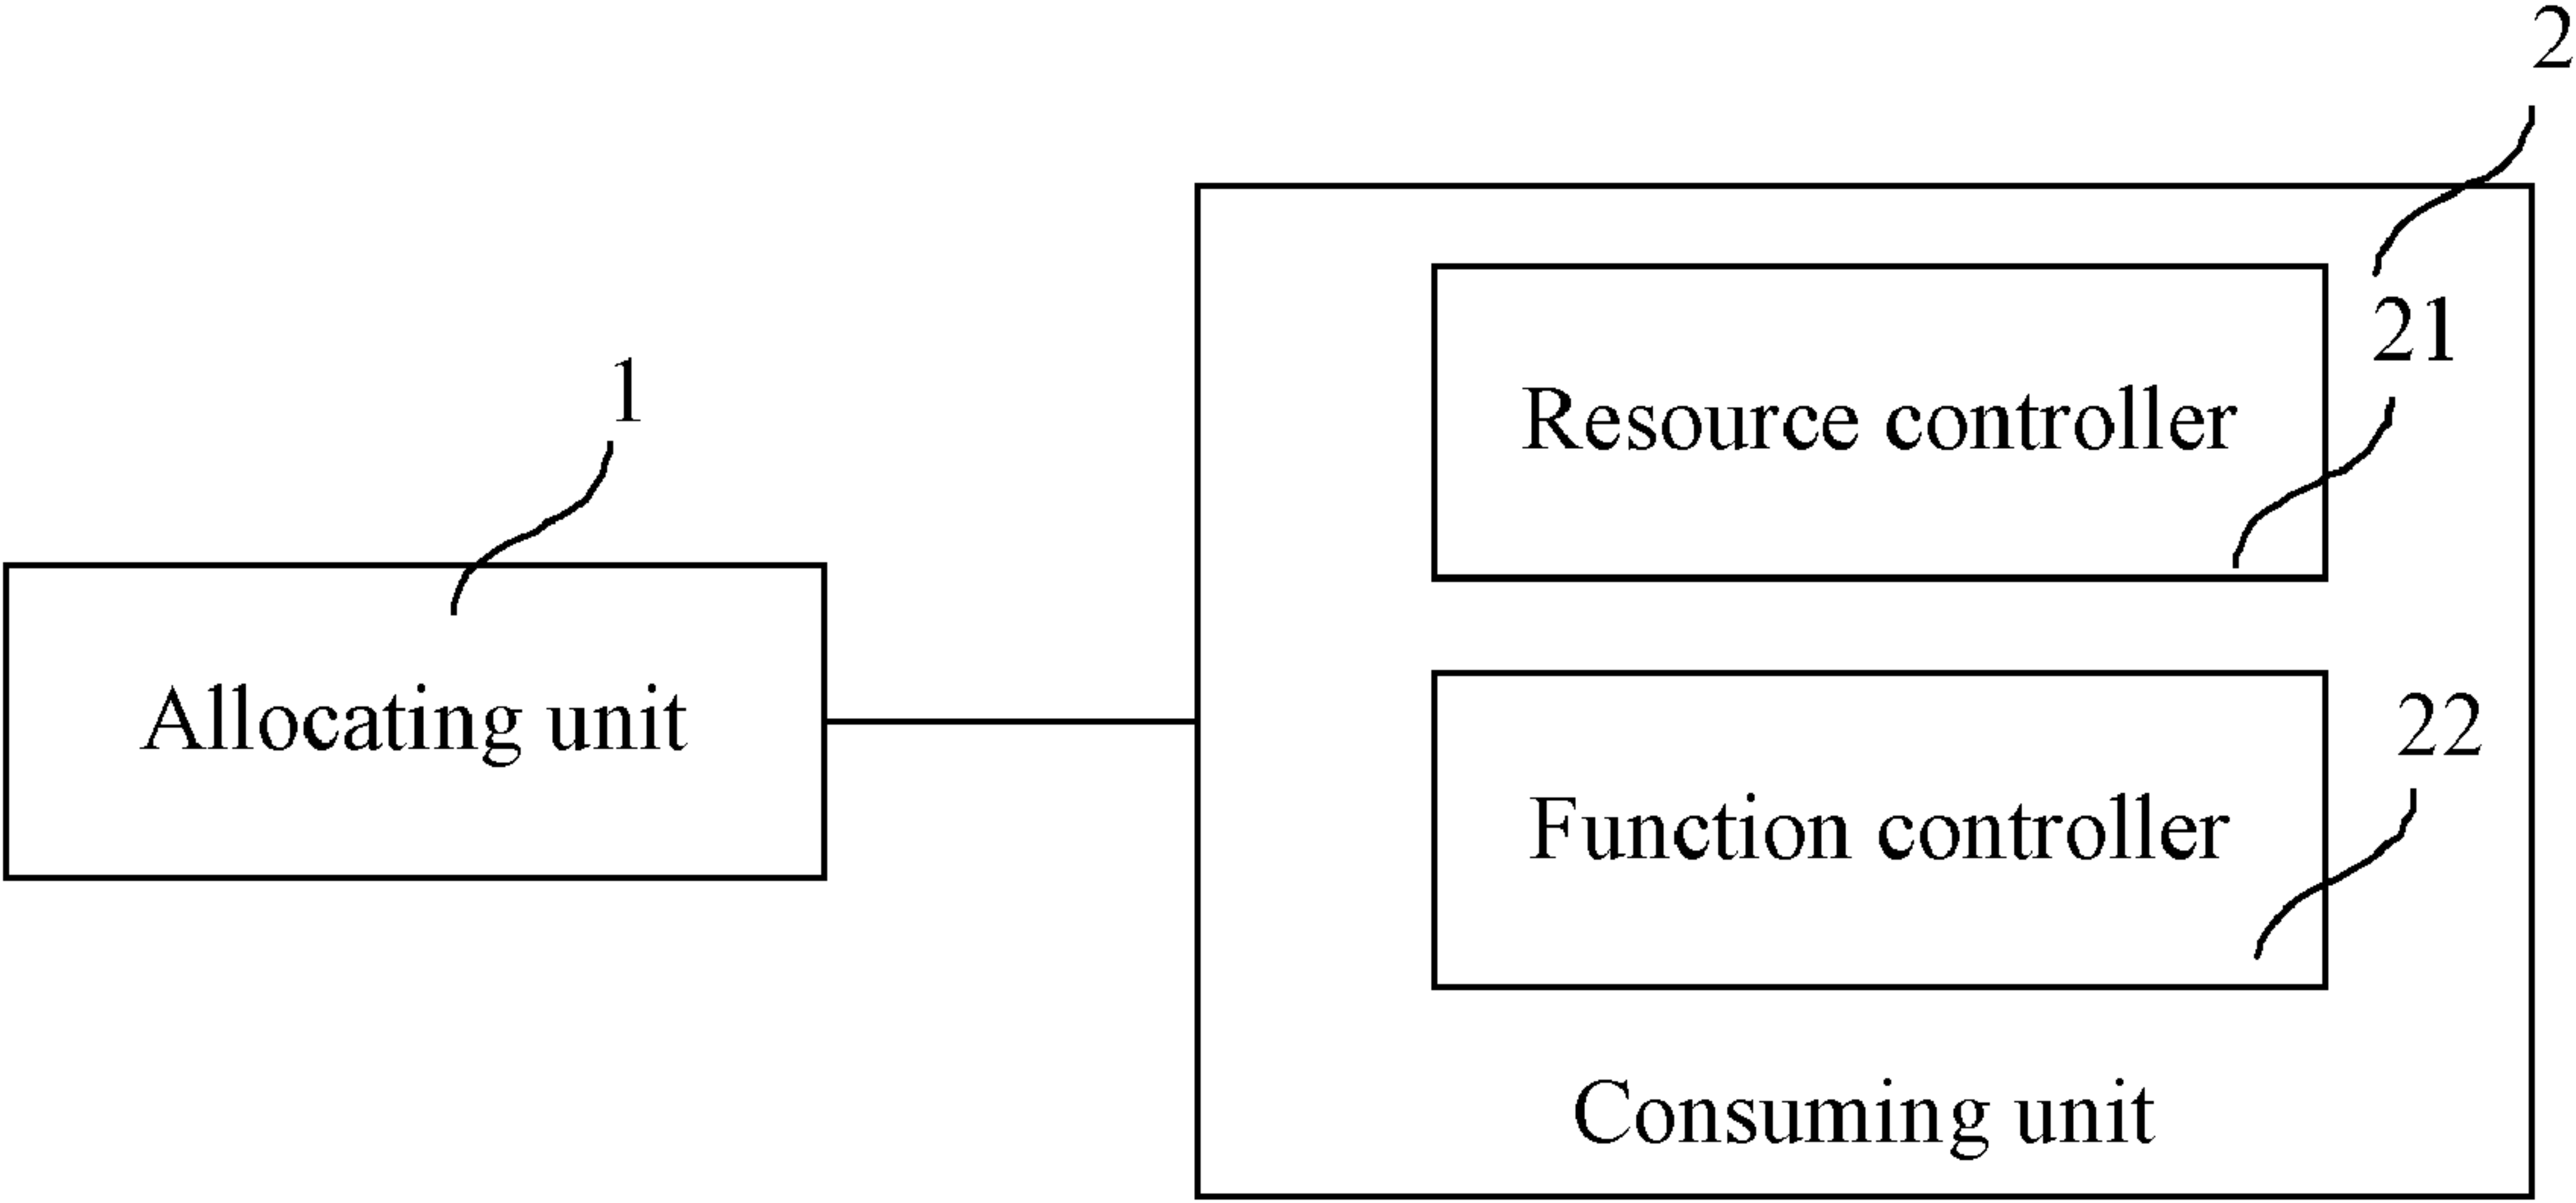 2
21
Resource controller
1
Allocating unit
22
Function controller
Consuming unit